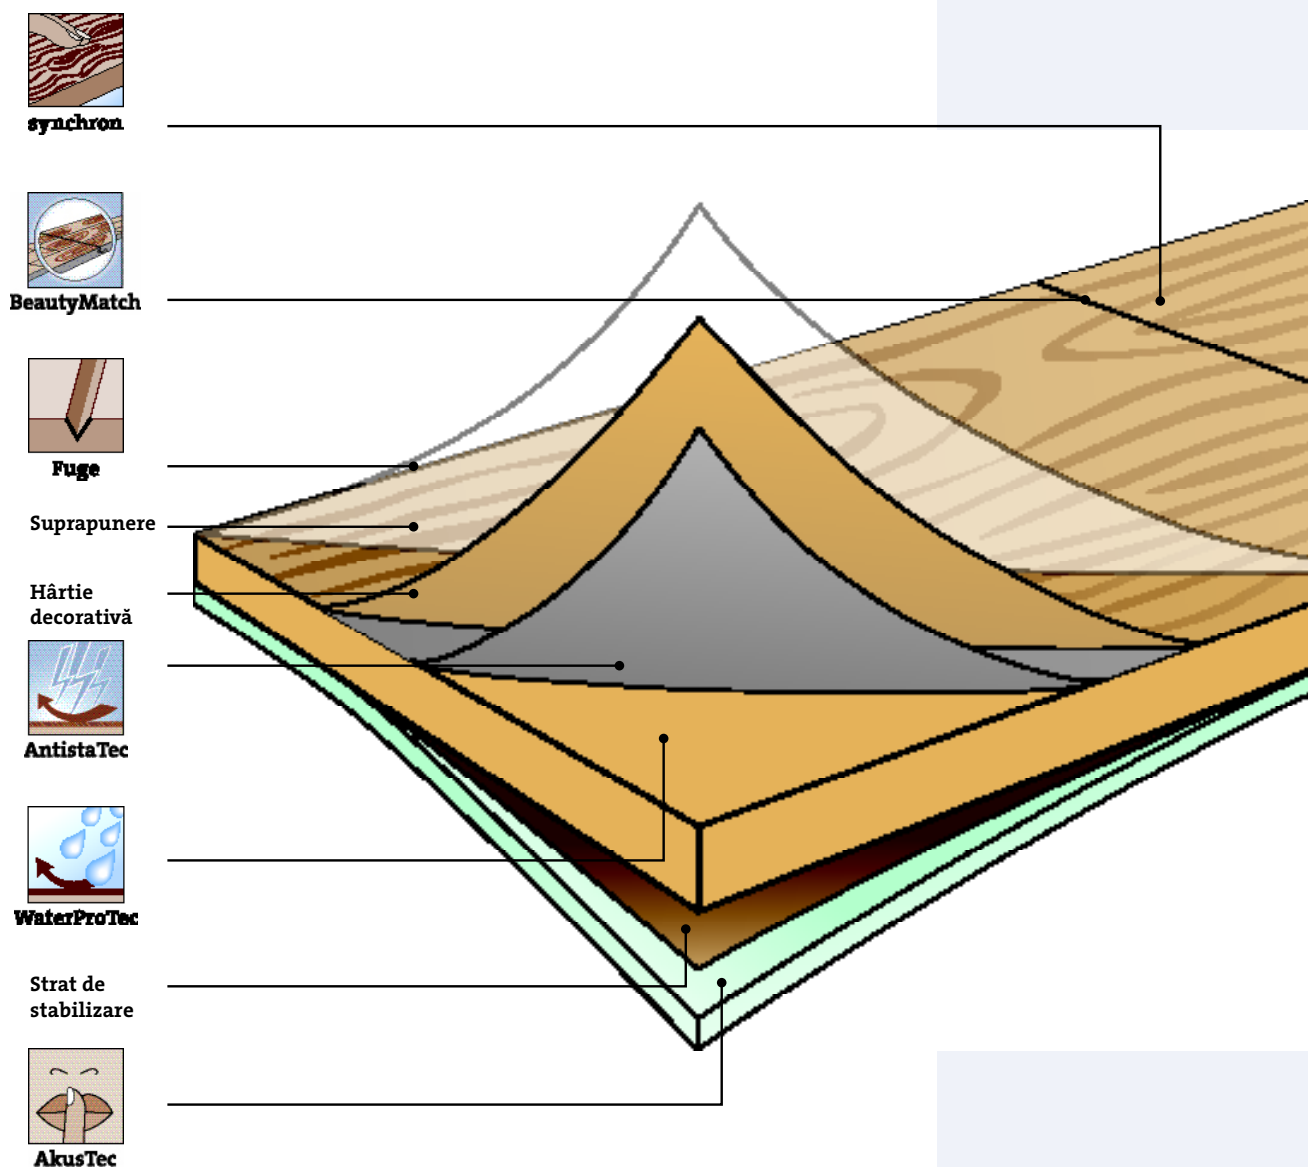 synchron
BeautyMatch
Fuge
Suprapunere
Hârtie
decorativă
AntistaTec
WaterProTec
Strat de
stabilizare
AkusTec